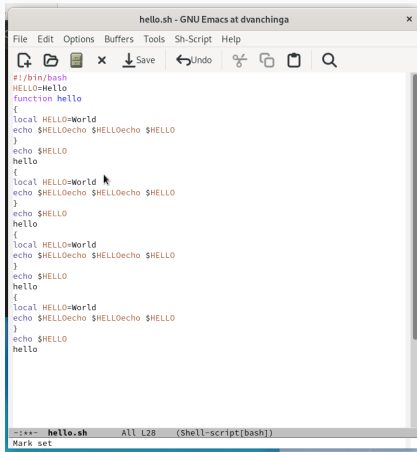 hello.sh - GNU Emacs at dvanchinga
×
File Edit Options Buffers Tools Sh-Script Help
Save Undo
#!/bin/bash
HELLO=Hello
function hello
{
local HELLO=World
echo $HELLOecho $HELLOecho $HELLO
}
echo $HELLO
hello
{
local HELLO=World
echo $HELLOecho $HELLOecho $HELLO
}
echo $HELLO
hello
{
local HELLO=World
echo $HELLOecho $HELLOecho $HELLO
}
echo $HELLO
hello
{
local HELLO=World
echo $HELLOecho $HELLOecho $HELLO
}
echo $HELLO
hello
-:**- hello.sh All L28 (Shell-script[bash])
Mark set